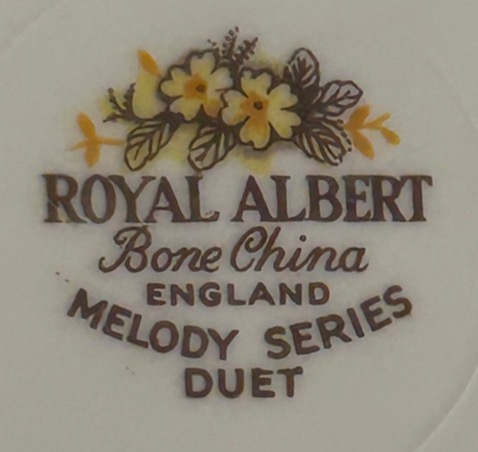 ROYAL ALBERT
Bone China
ENGLAND
MELODY SERIES
DUET